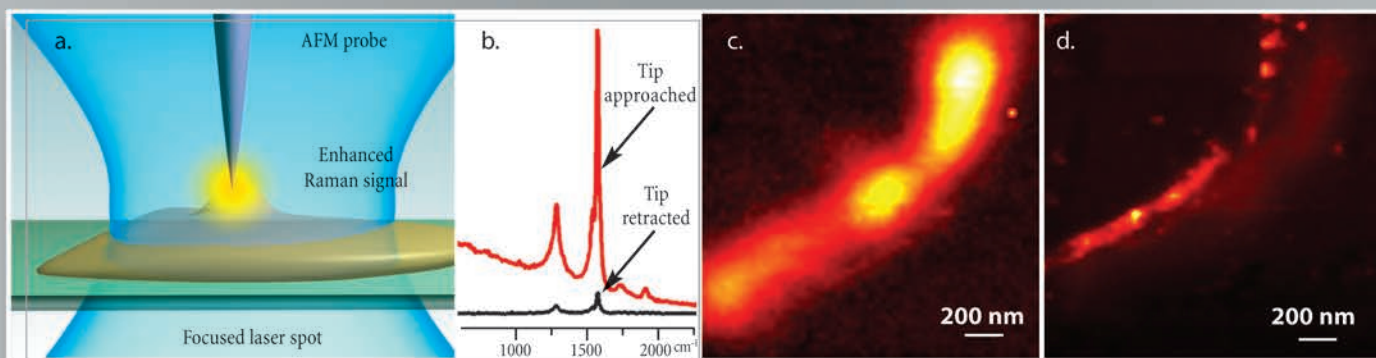 a.
AFM probe
Enhanced
Raman signal
Focused laser spot
b.
Tip
approached
Tip
retracted
1000
1500
2000
cm⁻¹
c.
200 nm
d.
200 nm